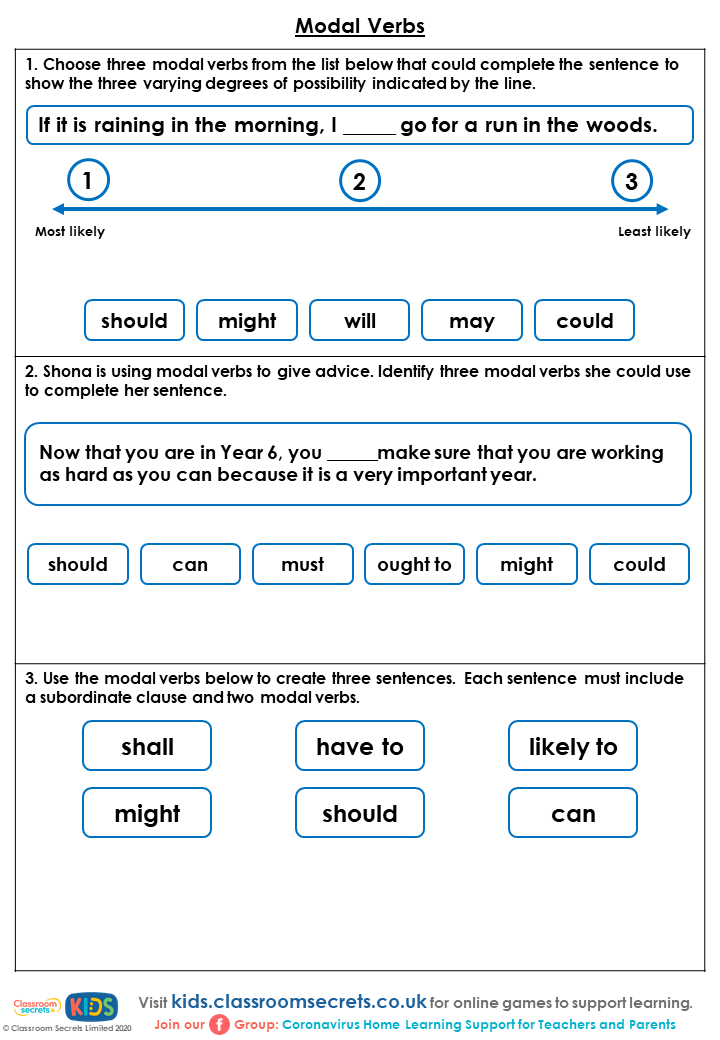 Modal Verbs
1. Choose three modal verbs from the list below that could complete the sentence to
show the three varying degrees of possibility indicated by the line.
If it is raining in the morning, I _____ go for a run in the woods.
1 2 3
Most likely Least likely
should might will may could
2. Shona is using modal verbs to give advice. Identify three modal verbs she could use
to complete her sentence.
Now that you are in Year 6, you _____make sure that you are working
as hard as you can because it is a very important year.
should can must ought to might could
3. Use the modal verbs below to create three sentences. Each sentence must include
a subordinate clause and two modal verbs.
shall have to likely to
might should can
Classroom Secrets KIDS
© Classroom Secrets Limited 2020
Visit kids.classroomsecrets.co.uk for online games to support learning.
Join our f Group: Coronavirus Home Learning Support for Teachers and Parents